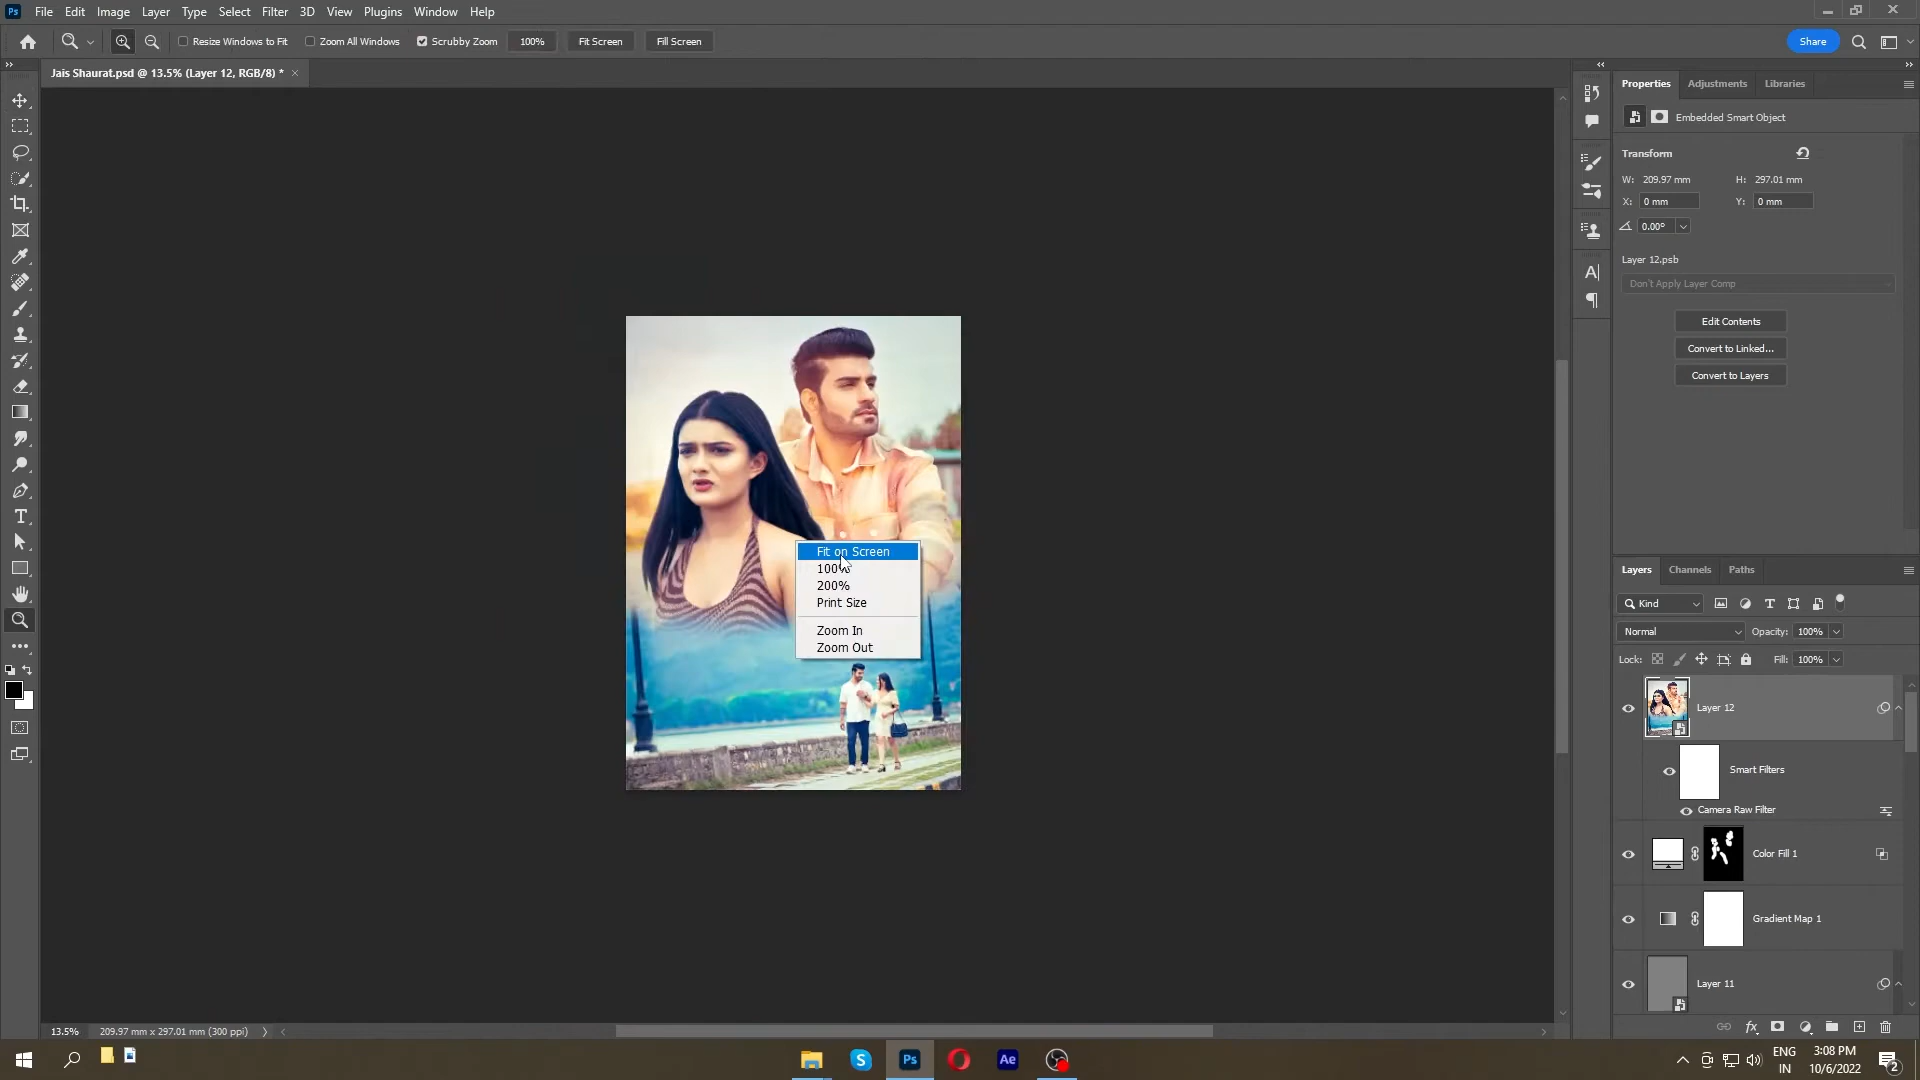 Ps File Edit Image Layer Type Select Filter 3D View Plugins Window Help
Resize Windows to Fit Zoom All Windows Scrubby Zoom 100% Fit Screen Fill Screen Share
Jais Shaurat.psd @ 13.5% (Layer 12, RGB/8) *
Properties Adjustments Libraries
Embedded Smart Object
Transform
W: 209.97 mm H: 297.01 mm
X: 0 mm Y: 0 mm
0.00°
Layer 12.psb
Don't Apply Layer Comp
Edit Contents
Convert to Linked...
Convert to Layers
Fit on Screen
100%
200%
Print Size
Zoom In
Zoom Out
Layers Channels Paths
Kind
Normal Opacity: 100%
Lock: Fill: 100%
Layer 12
Smart Filters
Camera Raw Filter
Color Fill 1
Gradient Map 1
Layer 11
13.5% 209.97 mm x 297.01 mm (300 ppi)
Ps Ae
ENG
IN
3:08 PM
10/6/2022
2